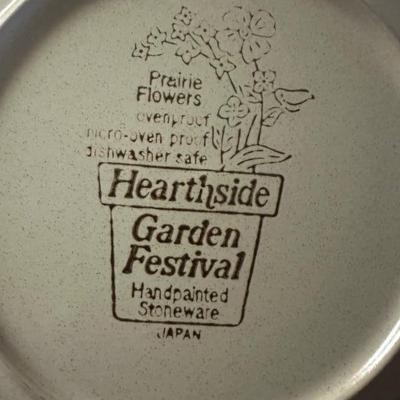 Prairie
Flowers
ovenproof
micro-oven proof
dishwasher safe
Hearthside
Garden
Festival
Handpainted
Stoneware
JAPAN